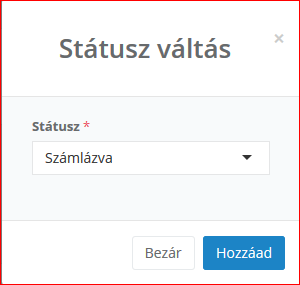 Státusz váltás
×
Státusz *
Számlázva
Bezár Hozzáad